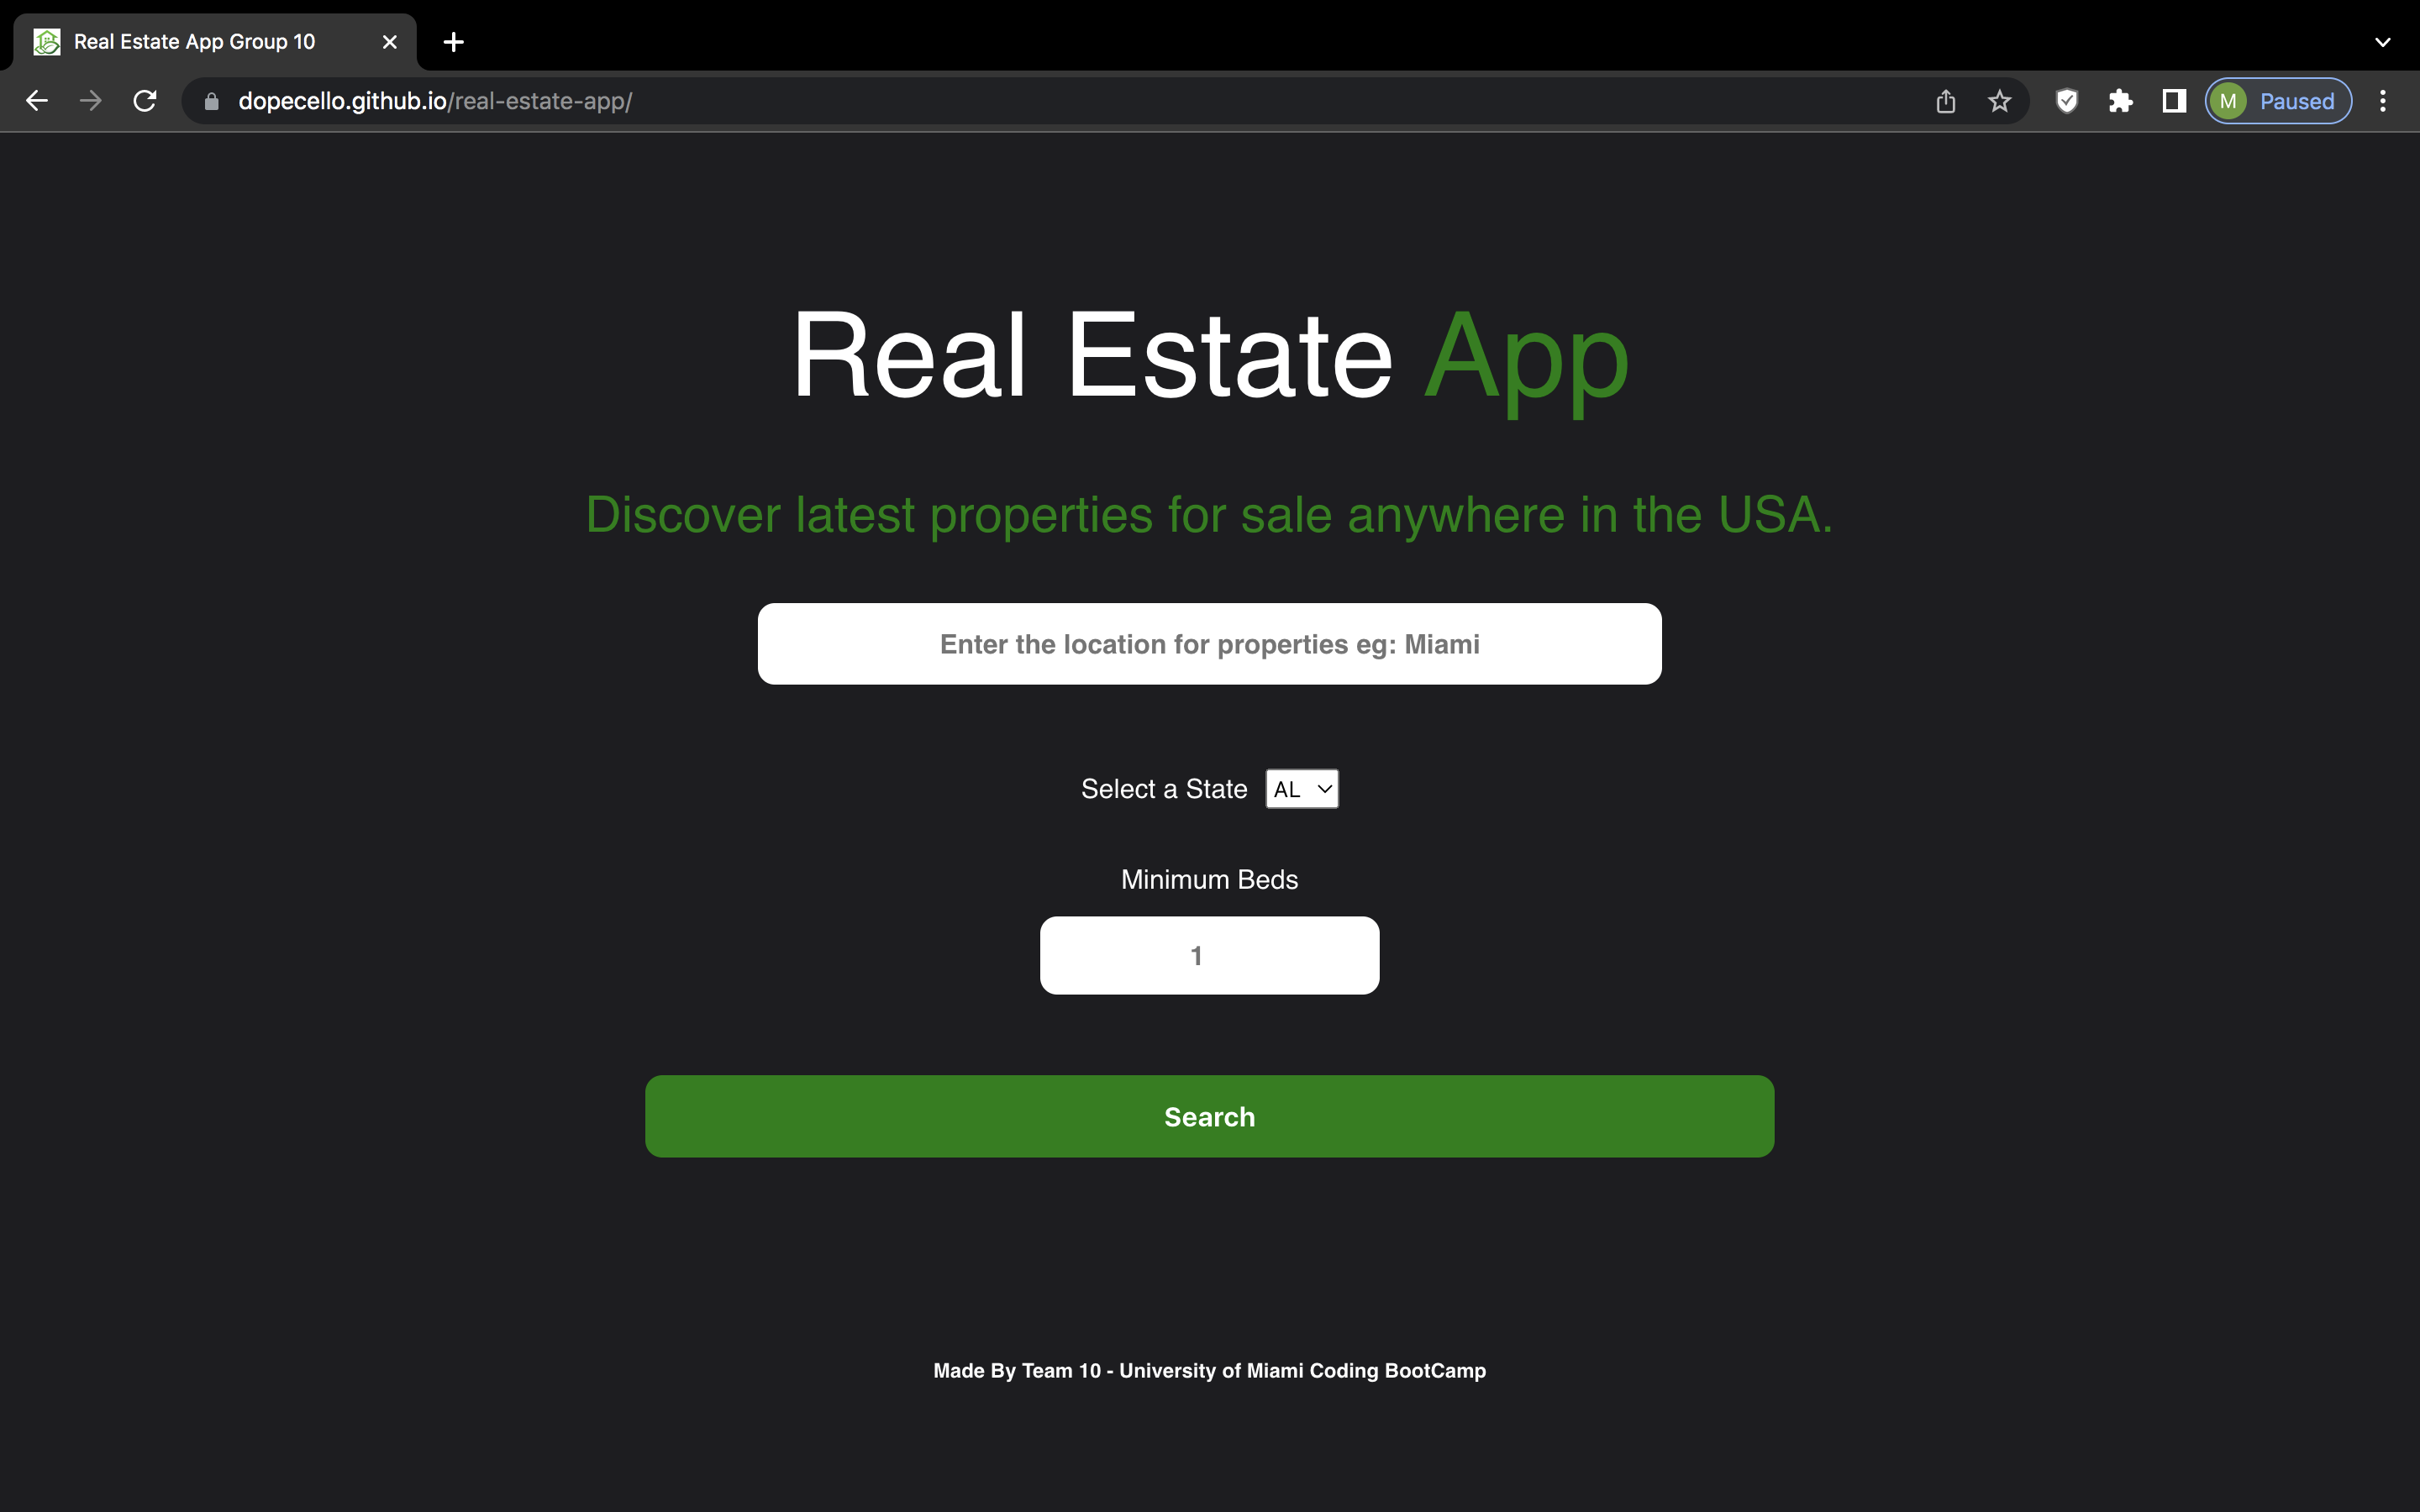 Real Estate App Group 10
dopecello.github.io/real-estate-app/
M Paused
Real Estate App
Discover latest properties for sale anywhere in the USA.
Enter the location for properties eg: Miami
Select a State AL
Minimum Beds
1
Search
Made By Team 10 - University of Miami Coding BootCamp